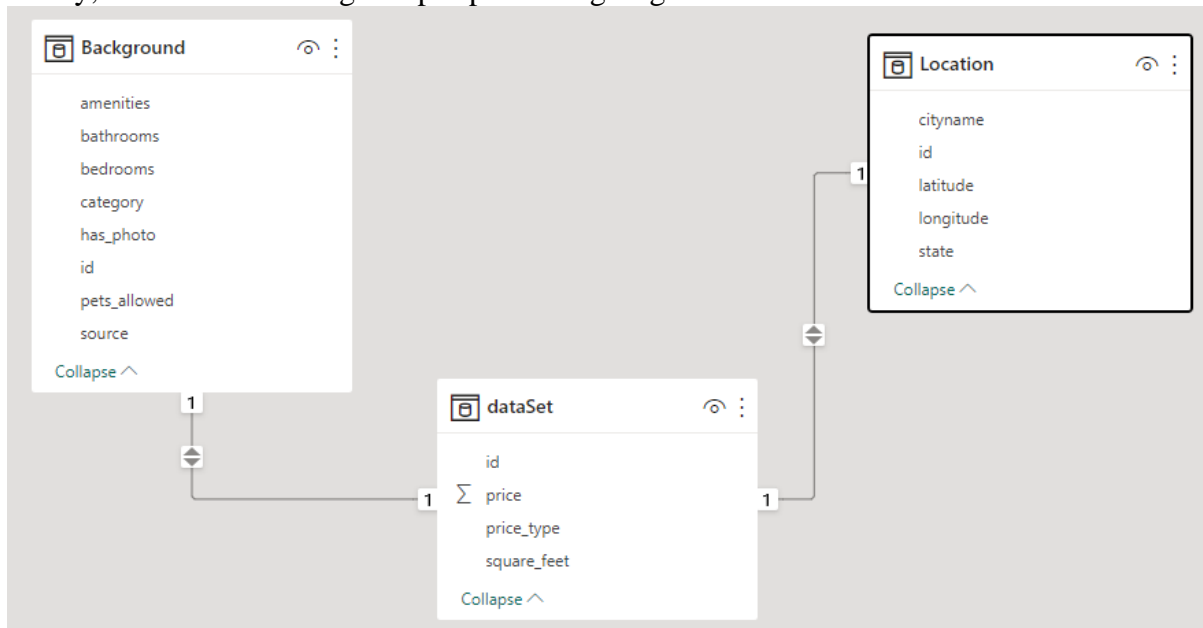 Background
amenities
bathrooms
bedrooms
category
has_photo
id
pets_allowed
source
Collapse
1
1
dataSet
id
price
price_type
square_feet
Collapse
1
1
Location
cityname
id
latitude
longitude
state
Collapse